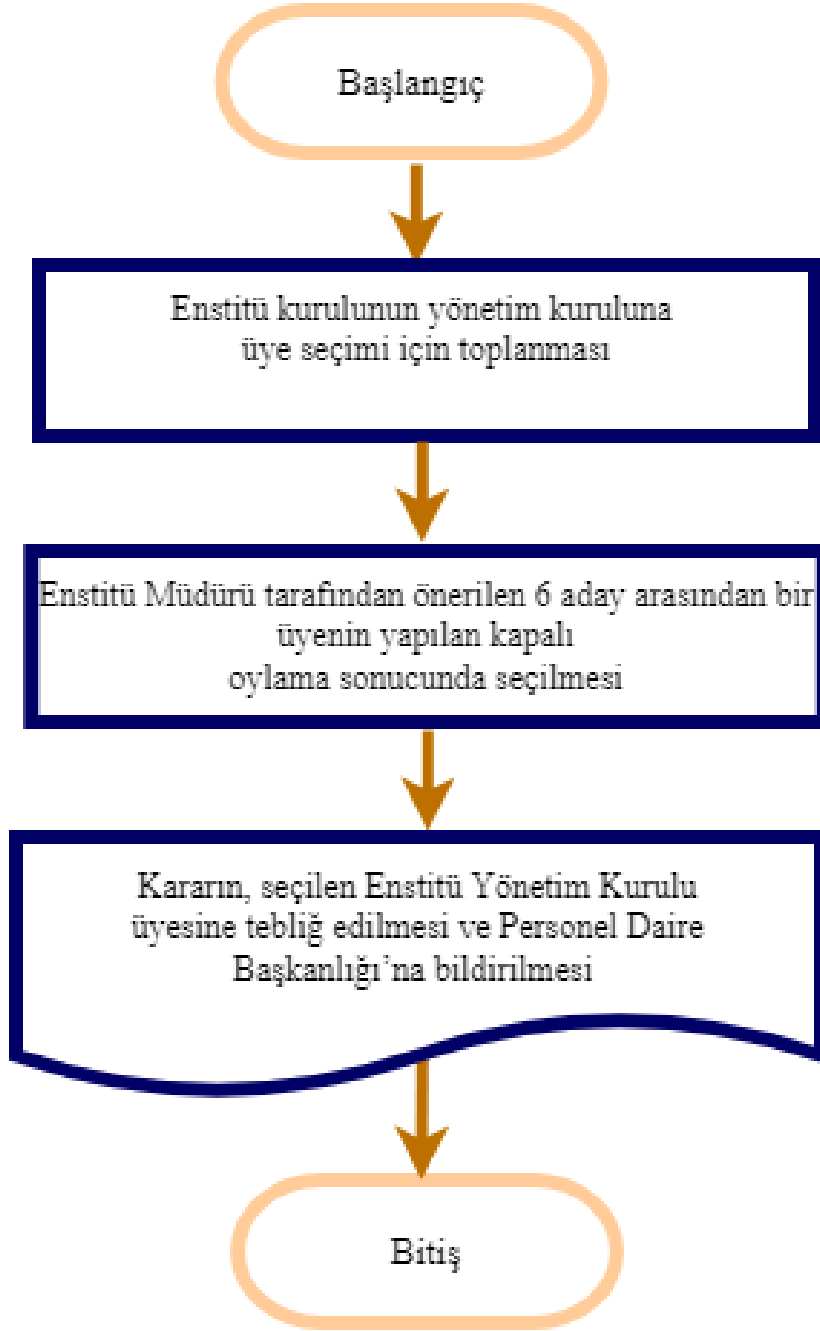 Başlangıç
Enstitü kurulunun yönetim kuruluna
üye seçimi için toplanması
Enstitü Müdürü tarafından önerilen 6 aday arasından bir
üyenin yapılan kapalı
oylama sonucunda seçilmesi
Kararın, seçilen Enstitü Yönetim Kurulu
üyesine tebliğ edilmesi ve Personel Daire
Başkanlığı’na bildirilmesi
Bitiş